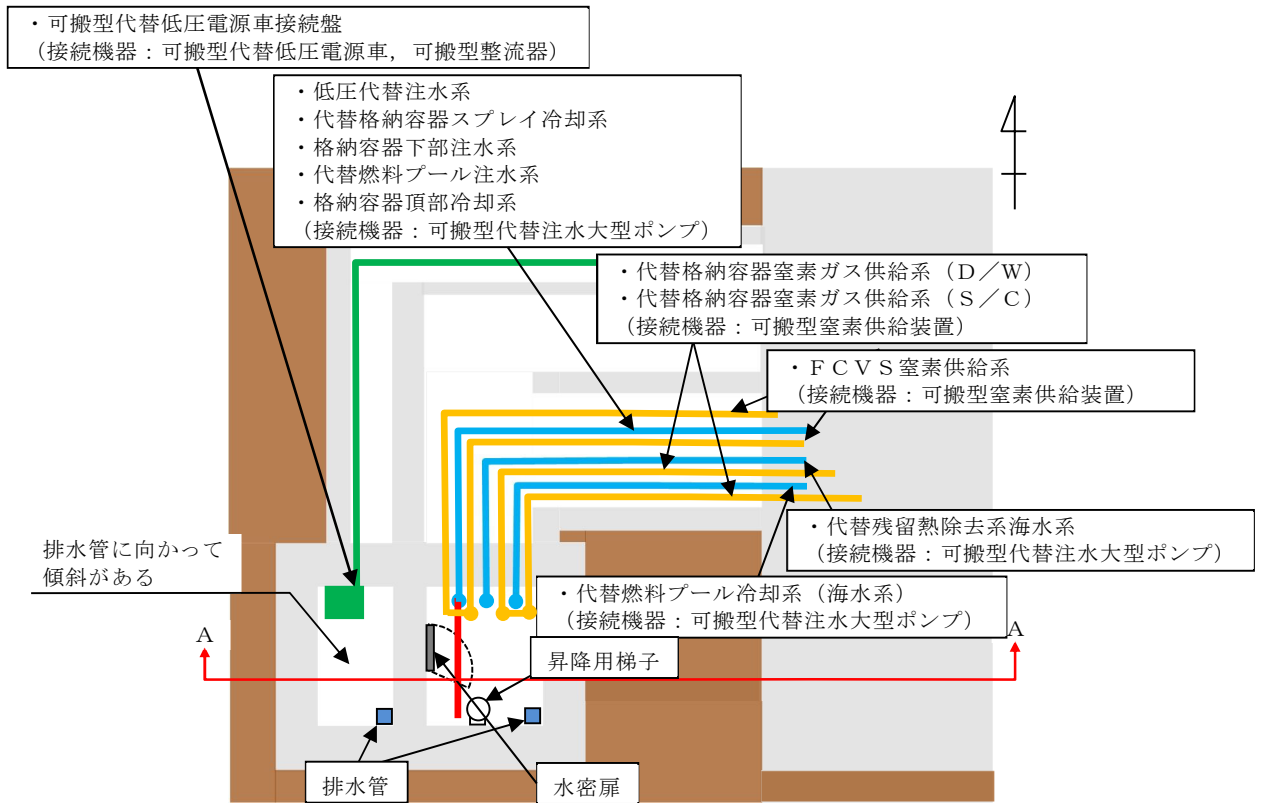 ・可搬型代替低圧電源車接続盤
（接続機器：可搬型代替低圧電源車，可搬型整流器）
・低圧代替注水系
・代替格納容器スプレイ冷却系
・格納容器下部注水系
・代替燃料プール注水系
・格納容器頂部冷却系
（接続機器：可搬型代替注水大型ポンプ）
・代替格納容器窒素ガス供給系（Ｄ／Ｗ）
・代替格納容器窒素ガス供給系（Ｓ／Ｃ）
（接続機器：可搬型窒素供給装置）
・ＦＣＶＳ窒素供給系
（接続機器：可搬型窒素供給装置）
・代替残留熱除去系海水系
（接続機器：可搬型代替注水大型ポンプ）
排水管に向かって
傾斜がある
・代替燃料プール冷却系（海水系）
（接続機器：可搬型代替注水大型ポンプ）
A
A
昇降用梯子
排水管
水密扉